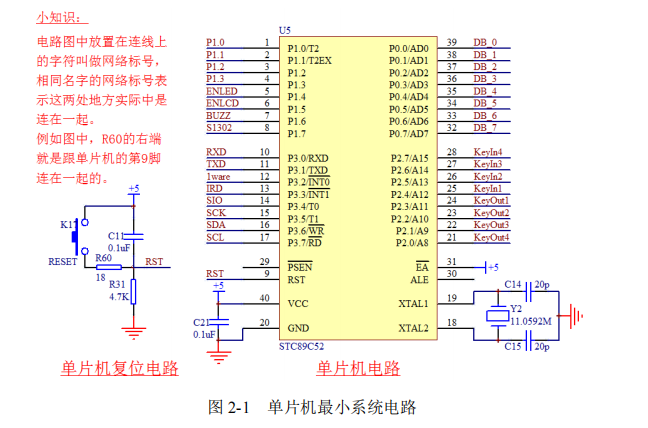 小知识：
电路图中放置在连线上
的字符叫做网络标号，
相同名字的网络标号表
示这两处地方实际中是
连在一起。
例如图中，R60的右端
就是跟单片机的第9脚
连在一起的。
+5
K17
C11
0.1uF
RESET
R60
18
RST
R31
4.7K
单片机复位电路
U5
P1.0 1 P1.0/T2 P0.0/AD0 39 DB_0
P1.1 2 P1.1/T2EX P0.1/AD1 38 DB_1
P1.2 3 P1.2 P0.2/AD2 37 DB_2
P1.3 4 P1.3 P0.3/AD3 36 DB_3
ENLED 5 P1.4 P0.4/AD4 35 DB_4
ENLCD 6 P1.5 P0.5/AD5 34 DB_5
BUZZ 7 P1.6 P0.6/AD6 33 DB_6
S1302 8 P1.7 P0.7/AD7 32 DB_7
RXD 10 P3.0/RXD P2.7/A15 28 KeyIn4
TXD 11 P3.1/TXD P2.6/A14 27 KeyIn3
1ware 12 P3.2/INT0 P2.5/A13 26 KeyIn2
IRD 13 P3.3/INT1 P2.4/A12 25 KeyIn1
SIO 14 P3.4/T0 P2.3/A11 24 KeyOut1
SCK 15 P3.5/T1 P2.2/A10 23 KeyOut2
SDA 16 P3.6/WR P2.1/A9 22 KeyOut3
SCL 17 P3.7/RD P2.0/A8 21 KeyOut4
29 PSEN EA 31 +5
RST 9 RST ALE 30
+5
40 VCC XTAL1 19
C14 20p
C21
0.1uF
Y2
11.0592M
20 GND XTAL2 18
C15 20p
STC89C52
单片机电路
图 2-1 单片机最小系统电路